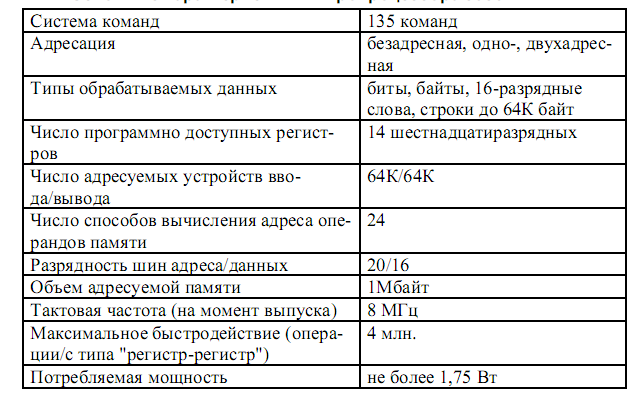 Система команд
135 команд
Адресация
безадресная, одно-, двухадрес-
ная
Типы обрабатываемых данных
биты, байты, 16-разрядные
слова, строки до 64К байт
Число программно доступных регист-
ров
14 шестнадцатиразрядных
Число адресуемых устройств вво-
да/вывода
64К/64К
Число способов вычисления адреса опе-
рандов памяти
24
Разрядность шин адреса/данных
20/16
Объем адресуемой памяти
1Мбайт
Тактовая частота (на момент выпуска)
8 МГц
Максимальное быстродействие (опера-
ции/с типа "регистр-регистр")
4 млн.
Потребляемая мощность
не более 1,75 Вт